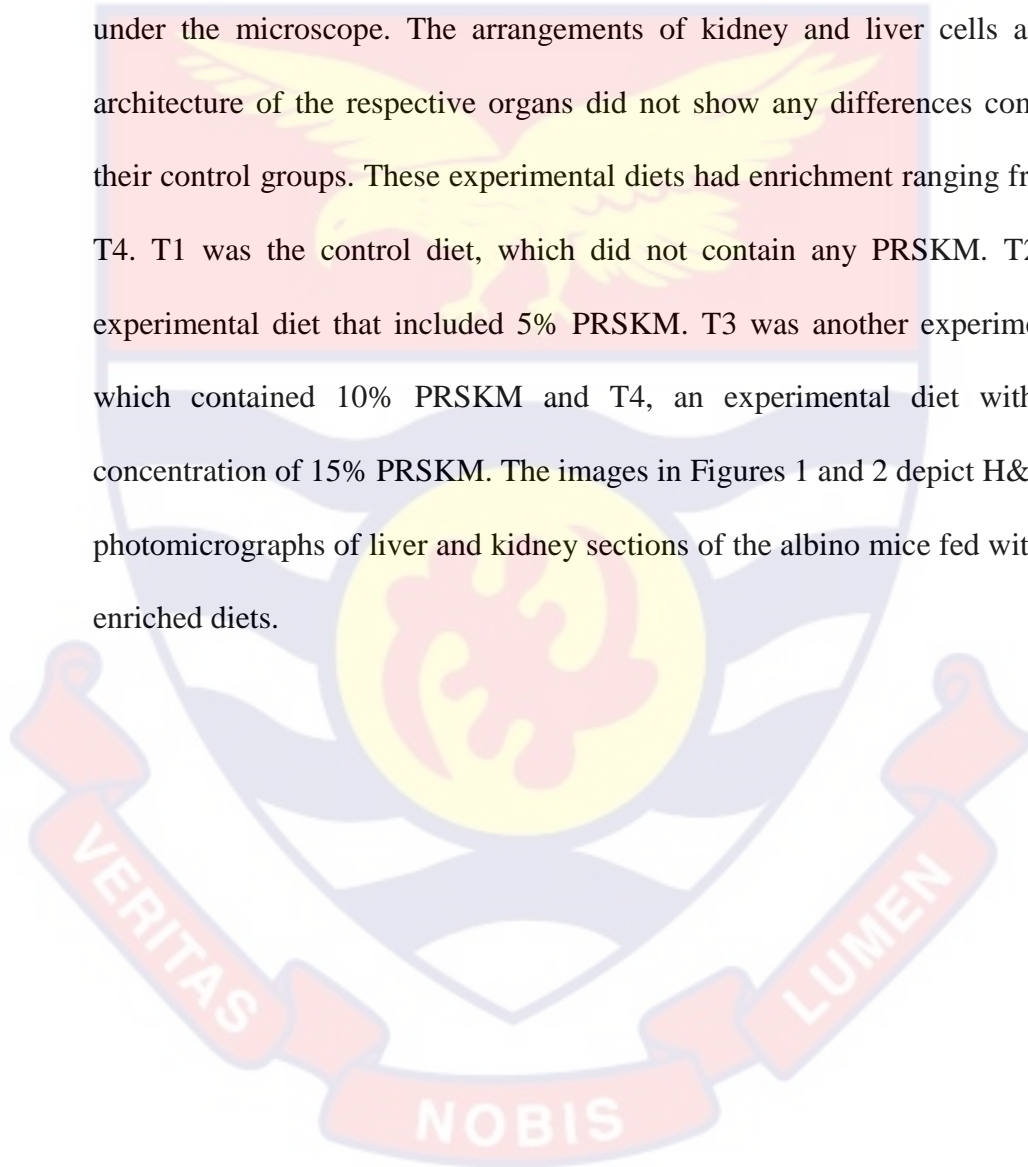 under the microscope. The arrangements of kidney and liver cells a
architecture of the respective organs did not show any differences con
their control groups. These experimental diets had enrichment ranging fr
T4. T1 was the control diet, which did not contain any PRSKM. T2
experimental diet that included 5% PRSKM. T3 was another experime
which contained 10% PRSKM and T4, an experimental diet with
concentration of 15% PRSKM. The images in Figures 1 and 2 depict H&
photomicrographs of liver and kidney sections of the albino mice fed wit
enriched diets.
VERITAS
NOBIS
LUMEN